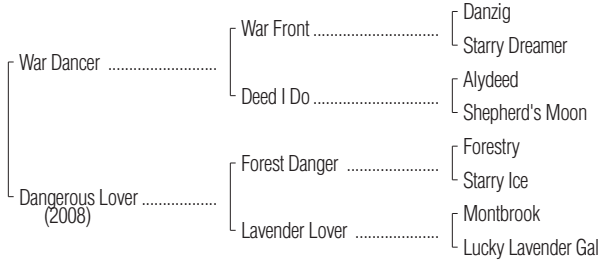 Danzig
War Front ..............................
Starry Dreamer
War Dancer ..........................
Alydeed
Deed I Do ..............................
Shepherd's Moon
Forestry
Forest Danger ......................
Starry Ice
Dangerous Lover ..................
(2008)
Montbrook
Lavender Lover ....................
Lucky Lavender Gal